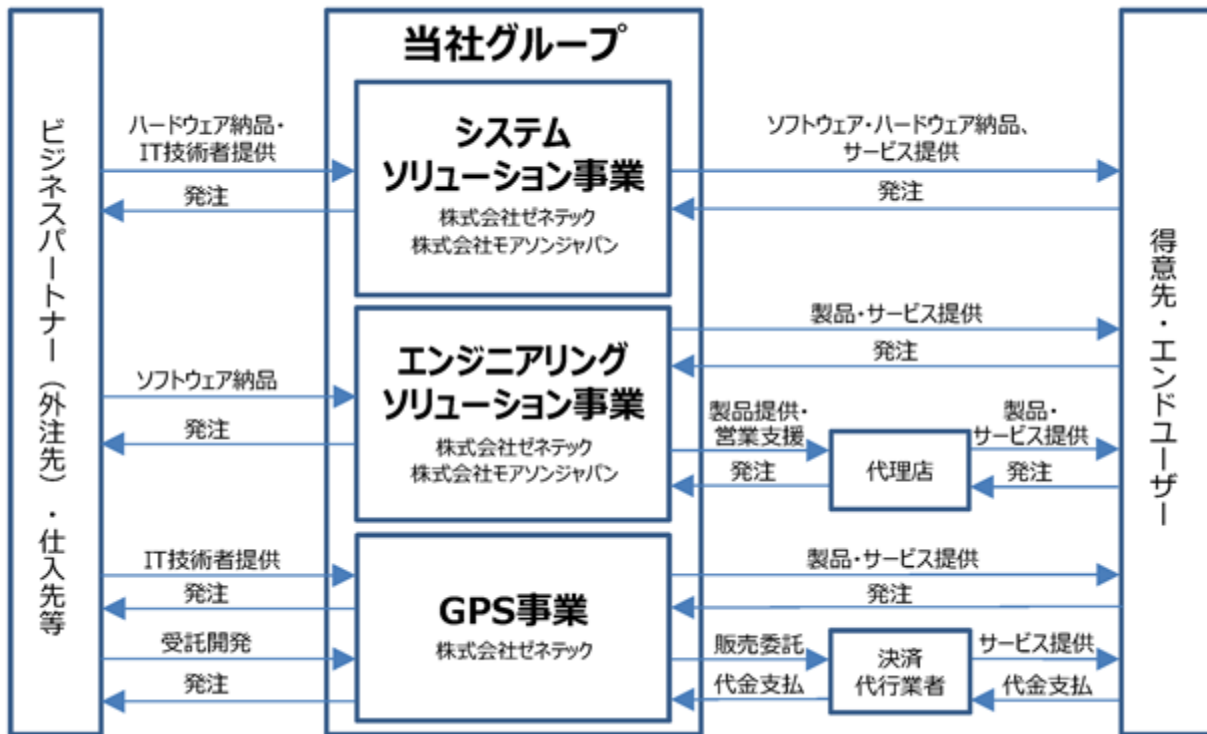 当社グループ
ビジネスパートナー（外注先）・仕入先等
ハードウェア納品・
IT技術者提供
発注
システム
ソリューション事業
株式会社ゼネテック
株式会社モアソンジャパン
ソフトウェア・ハードウェア納品、
サービス提供
発注
得意先・エンドユーザー
ソフトウェア納品
発注
エンジニアリング
ソリューション事業
株式会社ゼネテック
株式会社モアソンジャパン
製品・サービス提供
発注
製品提供・
営業支援
発注
代理店
製品・
サービス提供
発注
IT技術者提供
発注
受託開発
発注
GPS事業
株式会社ゼネテック
製品・サービス提供
発注
販売委託
代金支払
決済
代行業者
サービス提供
代金支払